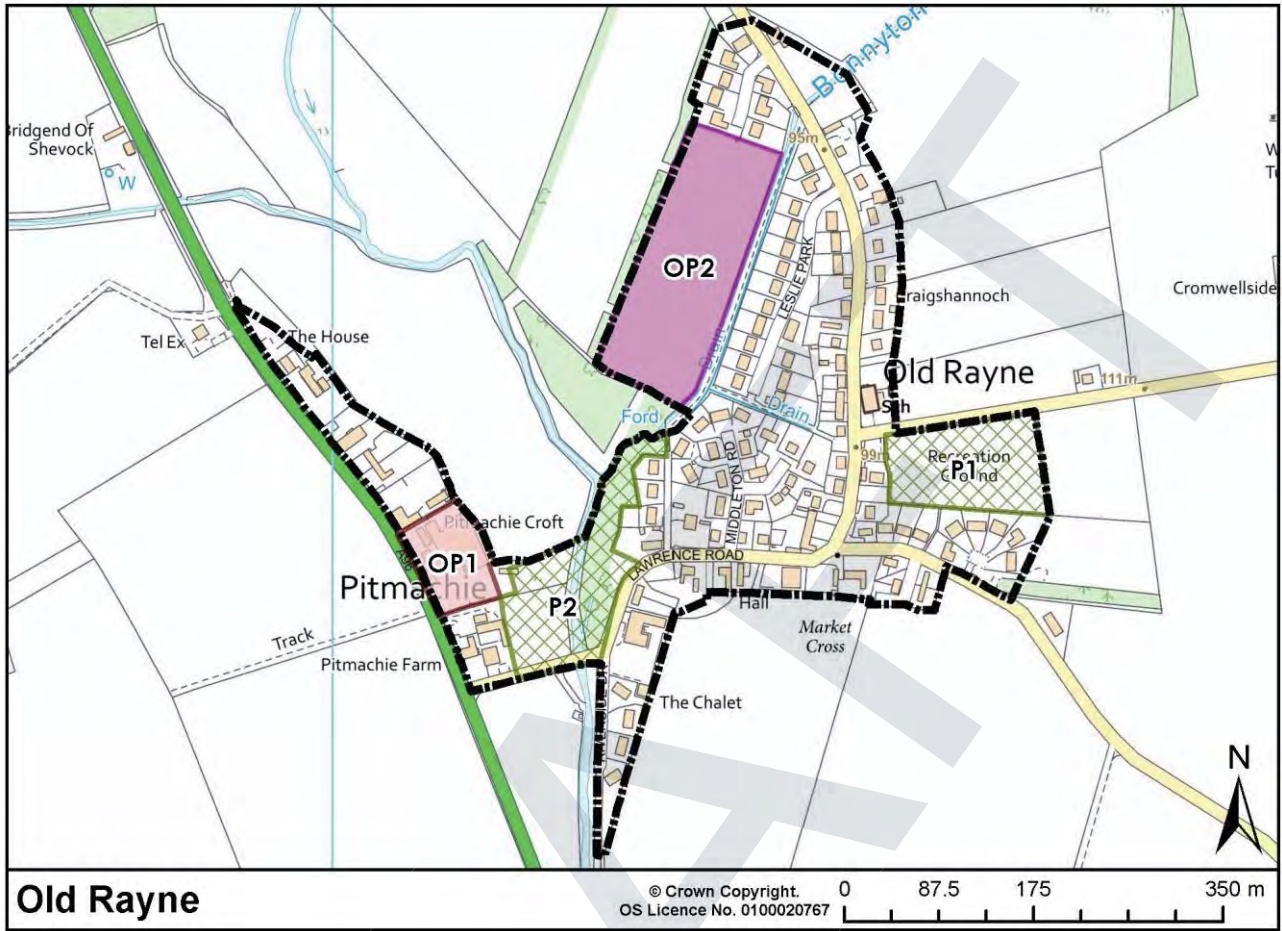 Bonnyton
95m
Bridgend Of
Shevock
W
OP2
LESLIE PARK
Craigshannoch
Cromwellside
Tel Ex
The House
Drain
Old Rayne
111m
Sch
Drain
Ford
99m
Recreation
Ground
P1
MIDDLETON RD
Pitmachie Croft
OP1
A96
LAWRENCE ROAD
Pitmachie
P2
Hall
Market
Cross
Track
Pitmachie Farm
The Chalet
N
Old Rayne
© Crown Copyright.
OS Licence No. 0100020767
0 87.5 175 350 m